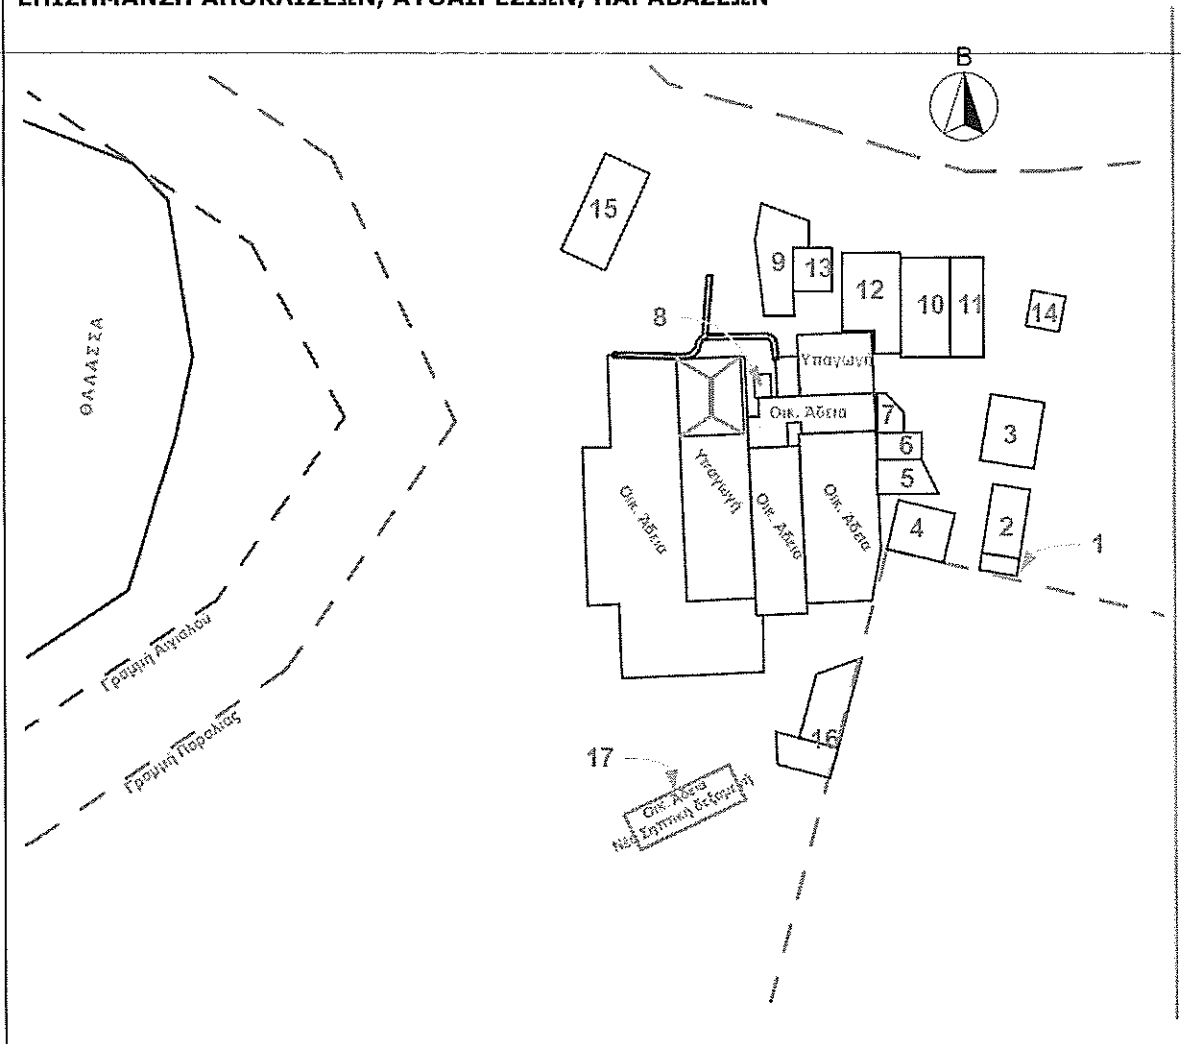 ΕΠΙΣΗΜΑΝΣΗ ΑΠΟΚΛΙΣΕΩΝ, ΑΥΘΑΙΡΕΣΙΩΝ, ΠΑΡΑΒΑΣΕΩΝ
Β
15
9
13
12
10
11
14
8
ΘΑΛΑΣΣΑ
Υπαγωγή
Οικ. Άδεια
7
3
6
5
Υπαγωγή
Οικ. Άδεια
Οικ. Άδεια
Οικ. Άδεια
4
2
1
Γραμμή Αιγιαλού
Γραμμή Παραλίας
16
17
Οικ. Άδεια
Νέα Σηπτική δεξαμενή